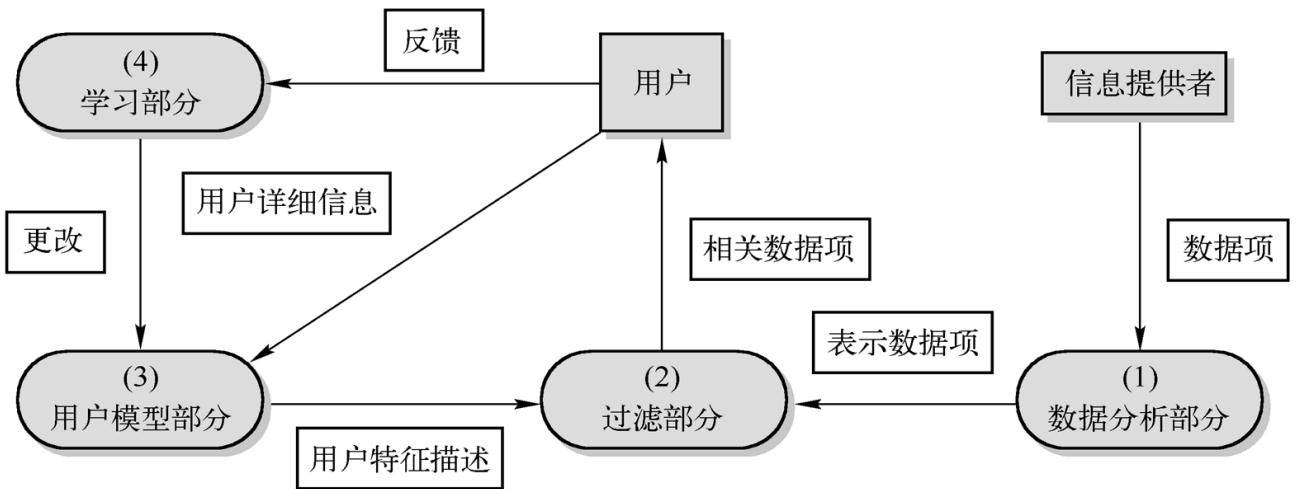 反馈
(4)
学习部分
用户
信息提供者
用户详细信息
更改
相关数据项
数据项
表示数据项
(3)
用户模型部分
(2)
过滤部分
(1)
数据分析部分
用户特征描述